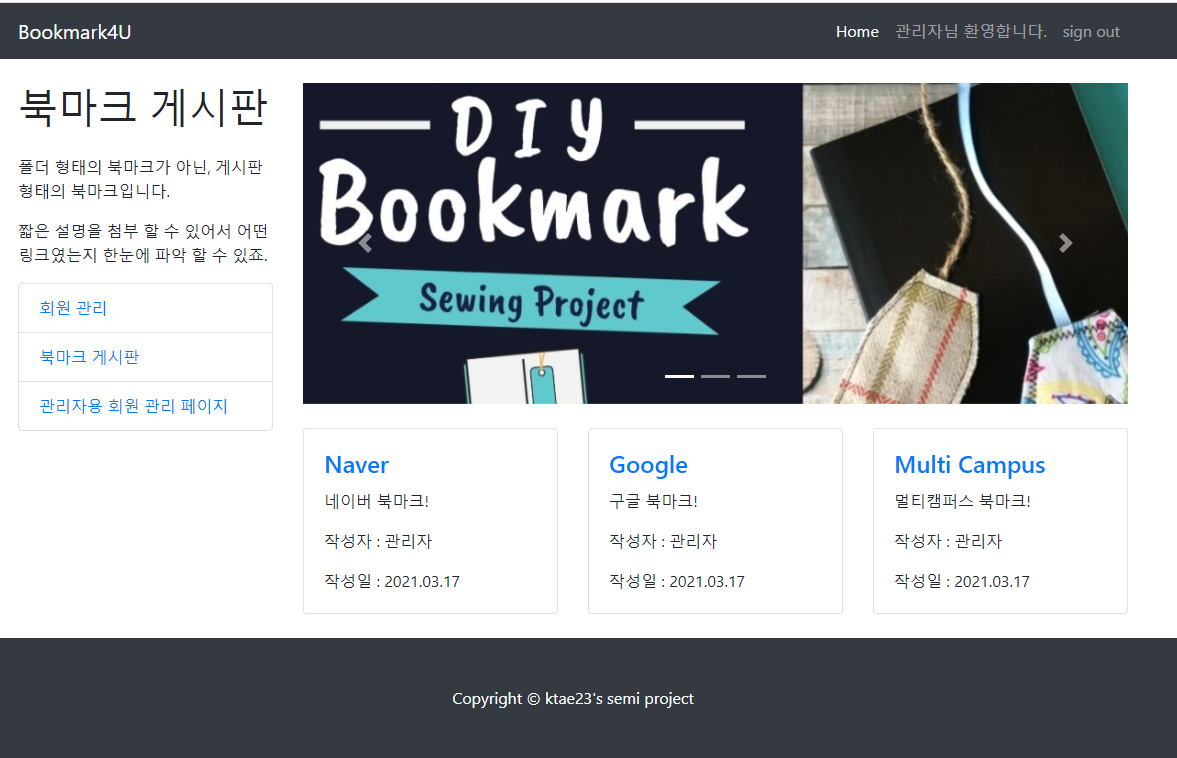 Bookmark4U
Home 관리자님 환영합니다. sign out
북마크 게시판
폴더 형태의 북마크가 아닌, 게시판
형태의 북마크입니다.
짧은 설명을 첨부 할 수 있어서 어떤
링크였는지 한눈에 파악 할 수 있죠.
회원 관리
북마크 게시판
관리자용 회원 관리 페이지
DIY
Bookmark
Sewing Project
Naver
네이버 북마크!
작성자 : 관리자
작성일 : 2021.03.17
Google
구글 북마크!
작성자 : 관리자
작성일 : 2021.03.17
Multi Campus
멀티캠퍼스 북마크!
작성자 : 관리자
작성일 : 2021.03.17
Copyright © ktae23's semi project